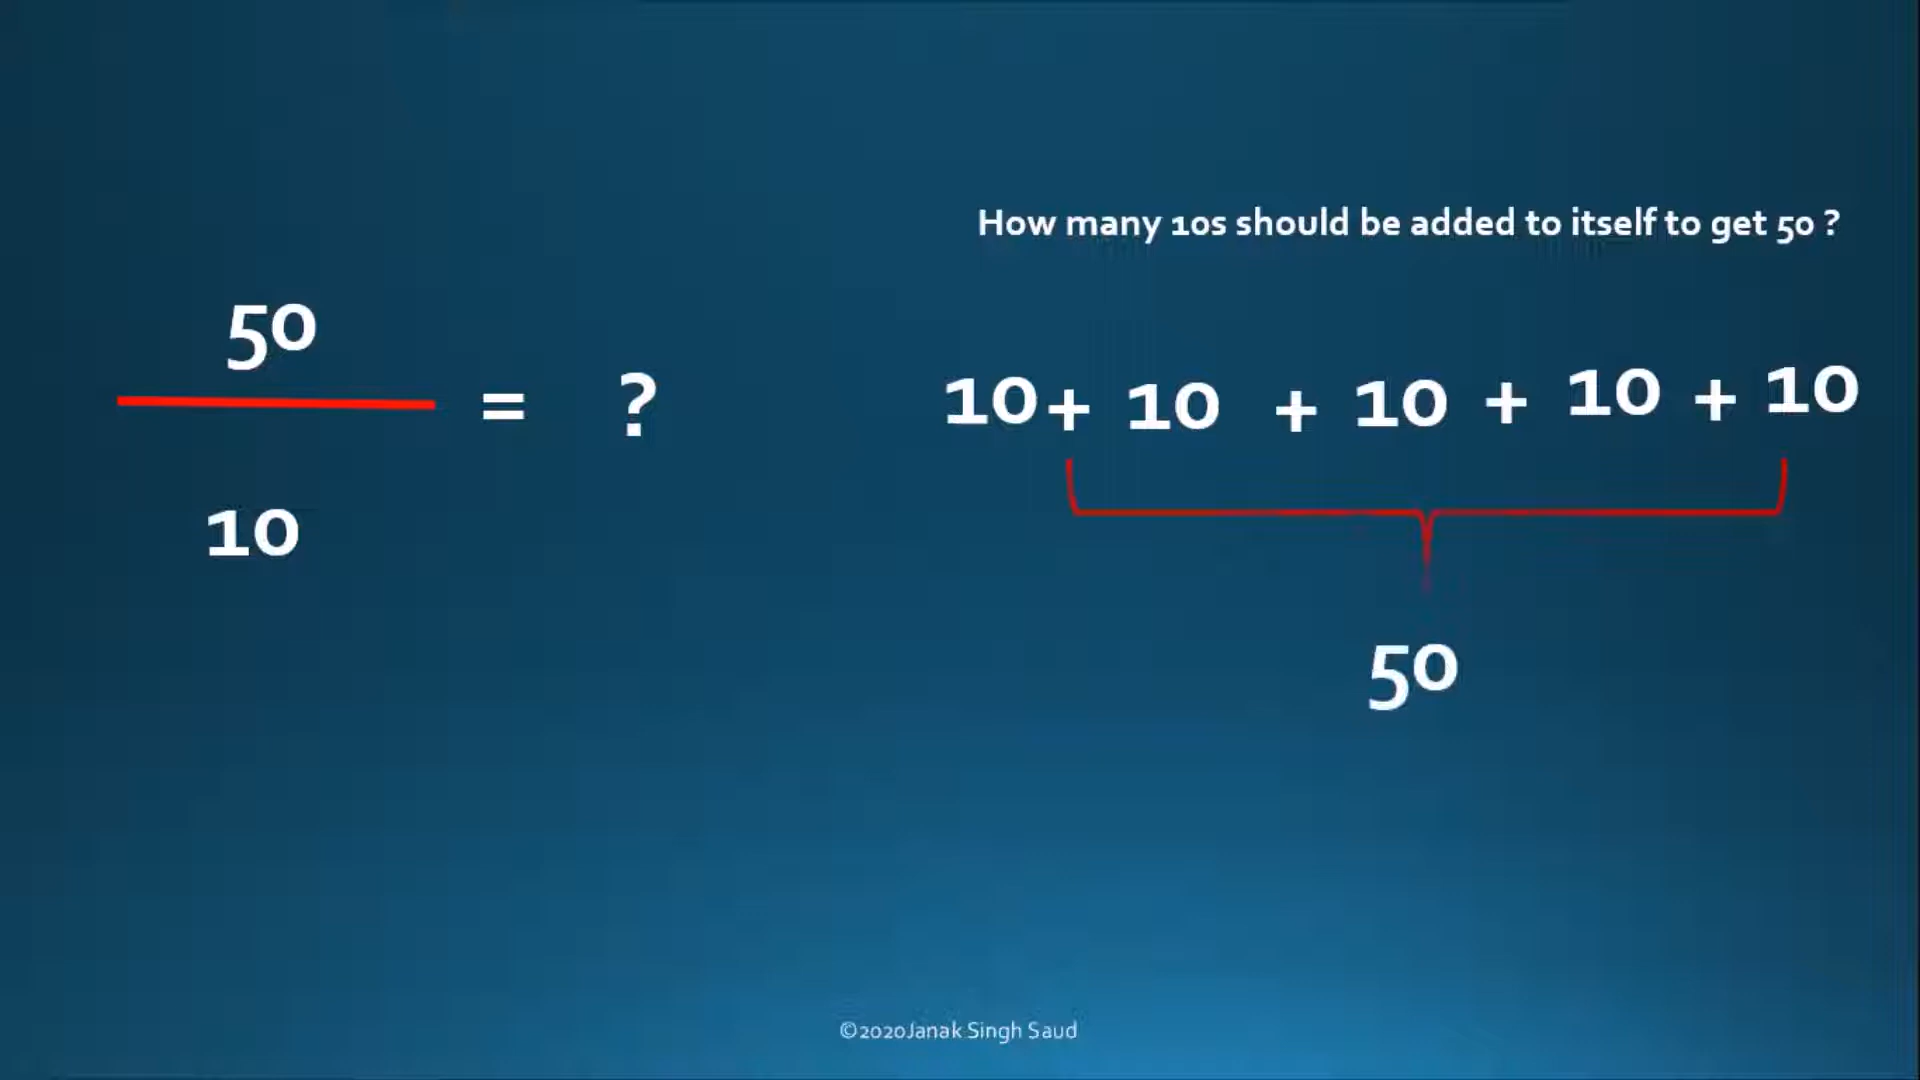 How many 10s should be added to itself to get 50 ?
50
= ?
10
10 + 10 + 10 + 10 + 10
50
©2020Janak Singh Saud